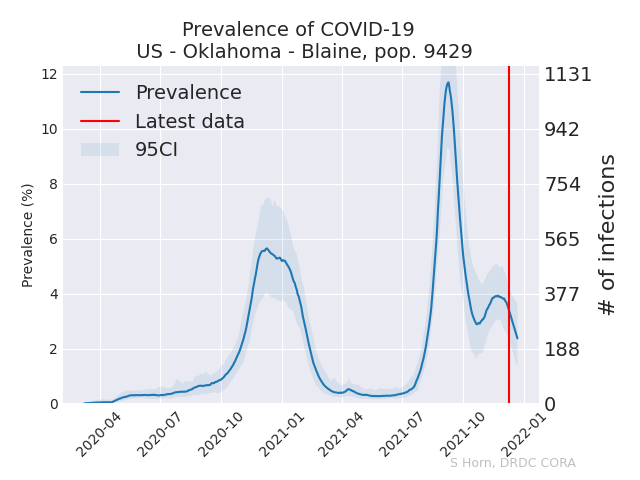 Prevalence of COVID-19
US - Oklahoma - Blaine, pop. 9429
Prevalence
Latest data
95CI
Prevalence (%)
12
10
8
6
4
2
0
1131
942
754
565
377
188
0
# of infections
2020-04
2020-07
2020-10
2021-01
2021-04
2021-07
2021-10
2022-01
S Horn, DRDC CORA